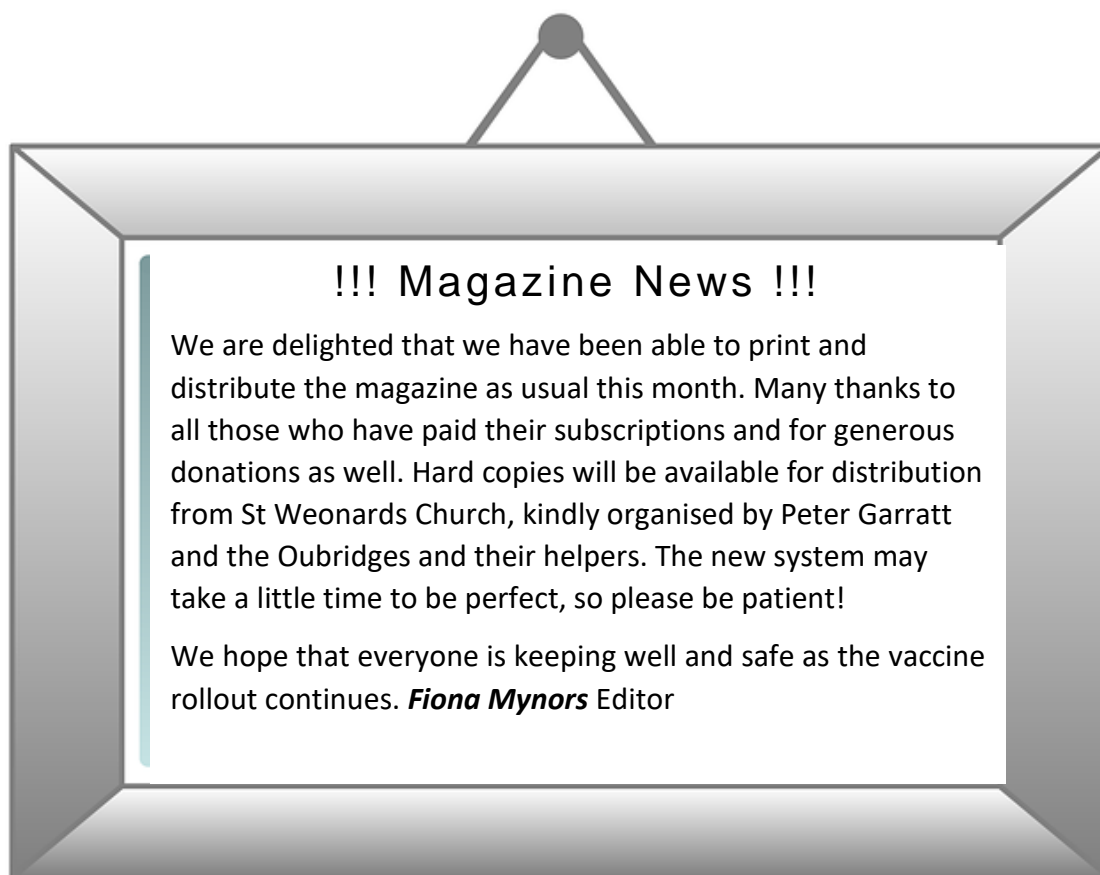 !!! Magazine News !!!
We are delighted that we have been able to print and
distribute the magazine as usual this month. Many thanks to
all those who have paid their subscriptions and for generous
donations as well. Hard copies will be available for distribution
from St Weonards Church, kindly organised by Peter Garratt
and the Oubridges and their helpers. The new system may
take a little time to be perfect, so please be patient!
We hope that everyone is keeping well and safe as the vaccine
rollout continues. Fiona Mynors Editor